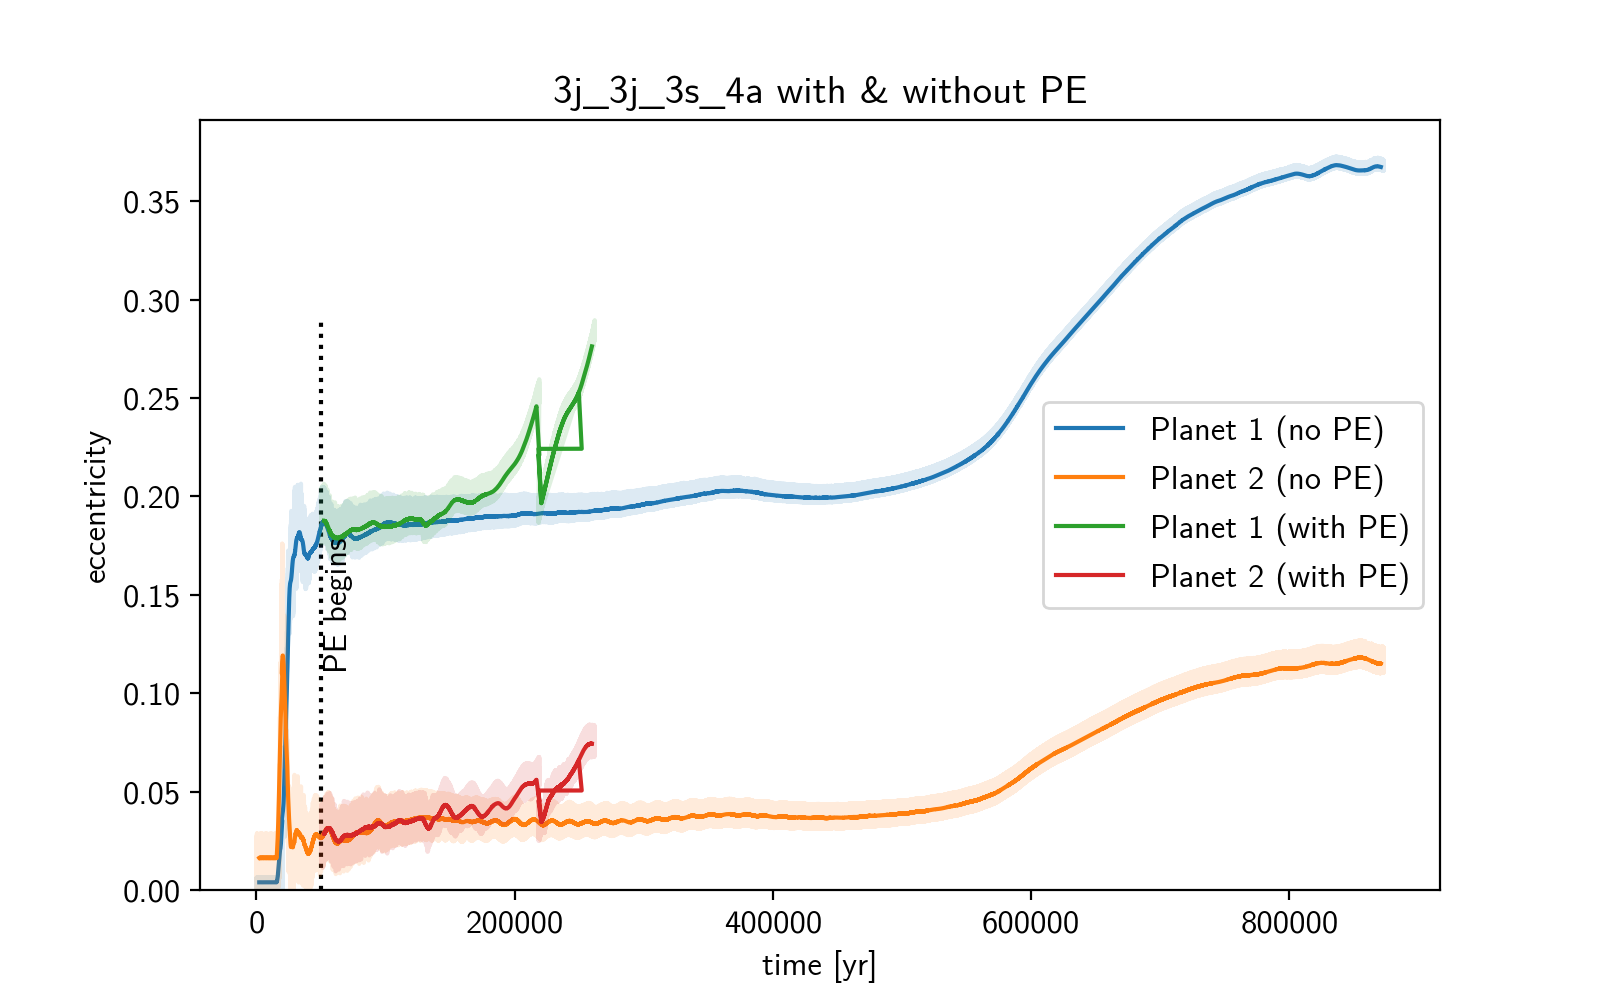 3j_3j_3s_4a with & without PE
eccentricity
0.35
0.30
0.25
0.20
0.15
0.10
0.05
0.00
PE begins
Planet 1 (no PE)
Planet 2 (no PE)
Planet 1 (with PE)
Planet 2 (with PE)
0
200000
400000
600000
800000
time [yr]